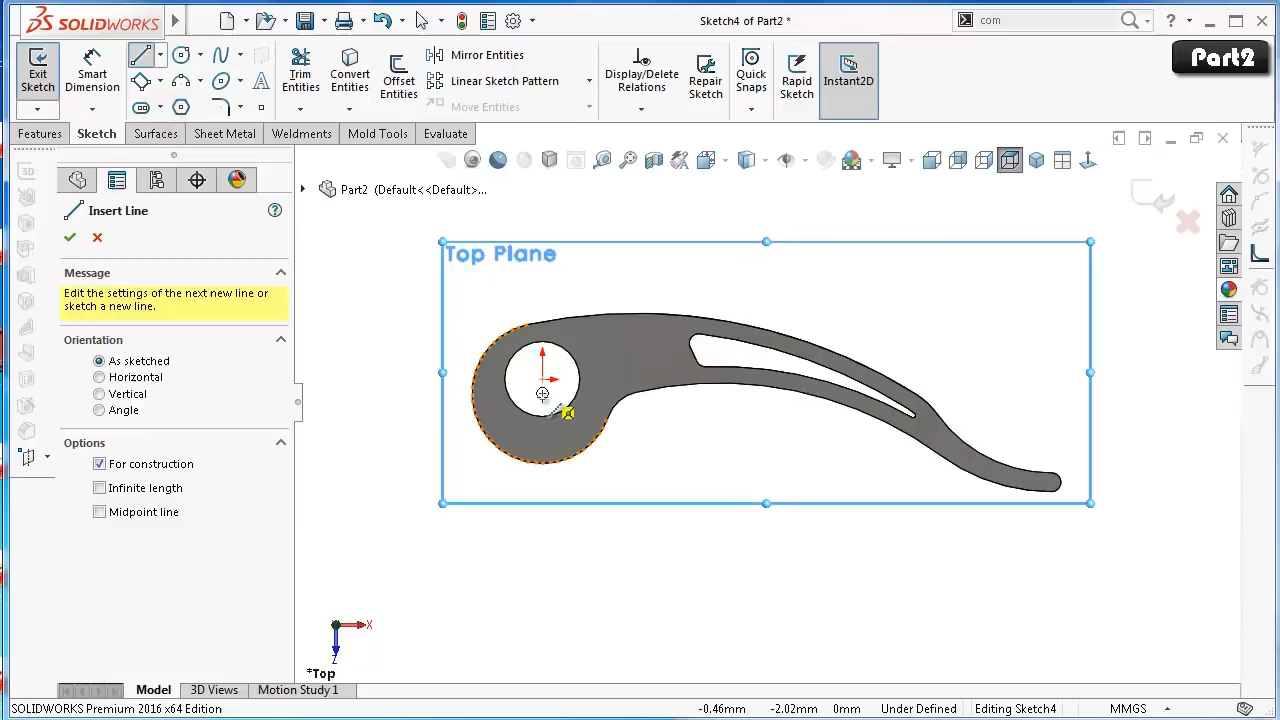 SOLIDWORKS
Sketch4 of Part2 *
com
?
Part2
Exit
Sketch
Smart
Dimension
Trim
Entities
Convert
Entities
Offset
Entities
Mirror Entities
Linear Sketch Pattern
Move Entities
Display/Delete
Relations
Repair
Sketch
Quick
Snaps
Rapid
Sketch
Instant2D
Features
Sketch
Surfaces
Sheet Metal
Weldments
Mold Tools
Evaluate
3D
Part2 (Default<<Default>...
Insert Line
?
Message
Edit the settings of the next new line or
sketch a new line.
Orientation
As sketched
Horizontal
Vertical
Angle
Options
For construction
Infinite length
Midpoint line
Top Plane
X
Z
*Top
Model
3D Views
Motion Study 1
SOLIDWORKS Premium 2016 x64 Edition
-0.46mm
-2.02mm
0mm
Under Defined
Editing Sketch4
MMGS